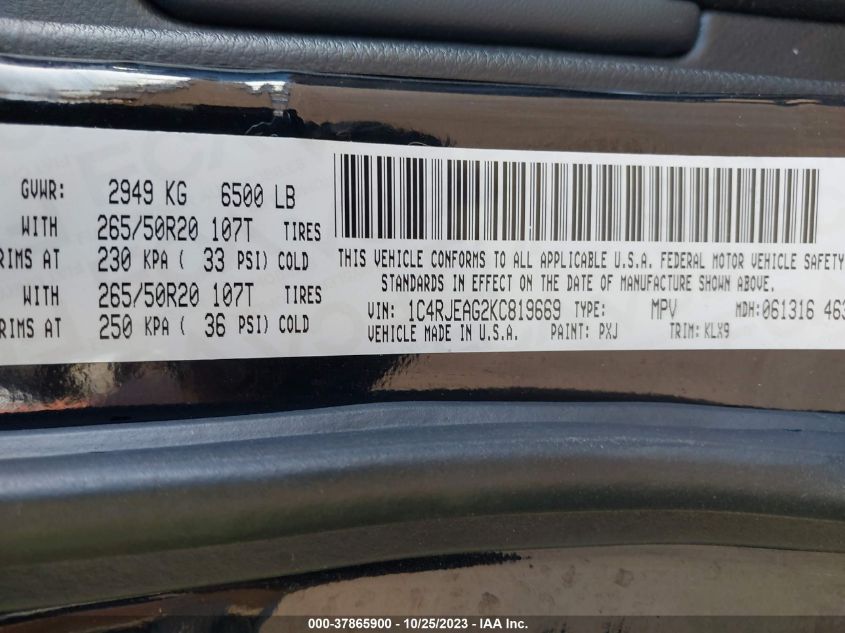 GVWR: 2949 KG 6500 LB
WITH 265/50R20 107T TIRES
RIMS AT 230 KPA ( 33 PSI) COLD
WITH 265/50R20 107T TIRES
RIMS AT 250 KPA ( 36 PSI) COLD
THIS VEHICLE CONFORMS TO ALL APPLICABLE U.S.A. FEDERAL MOTOR VEHICLE SAFETY
STANDARDS IN EFFECT ON THE DATE OF MANUFACTURE SHOWN ABOVE.
VIN: 1C4RJEAG2KC819669 TYPE: MPV MDH:061316 463
VEHICLE MADE IN U.S.A. PAINT: PXJ TRIM: KLX9
000-37865900 - 10/25/2023 - IAA Inc.